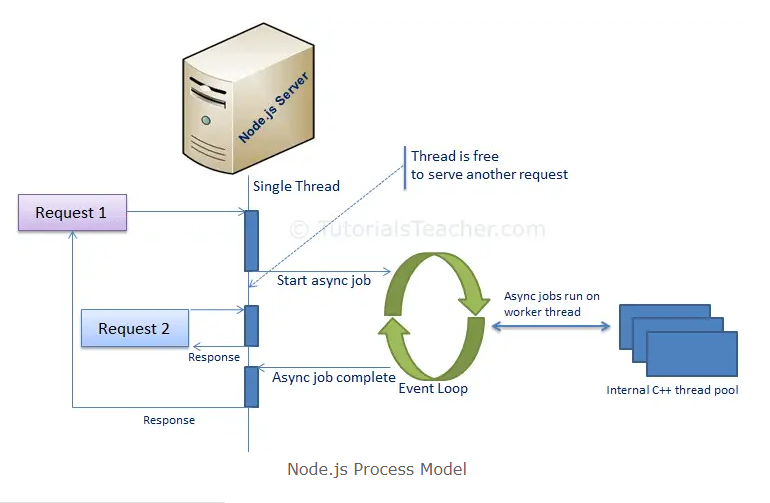 Node.js Server
Thread is free
to serve another request
Single Thread
Request 1
© TutorialsTeacher.com
Start async job
Async jobs run on
worker thread
Request 2
Response
Async job complete
Event Loop
Internal C++ thread pool
Response
Node.js Process Model